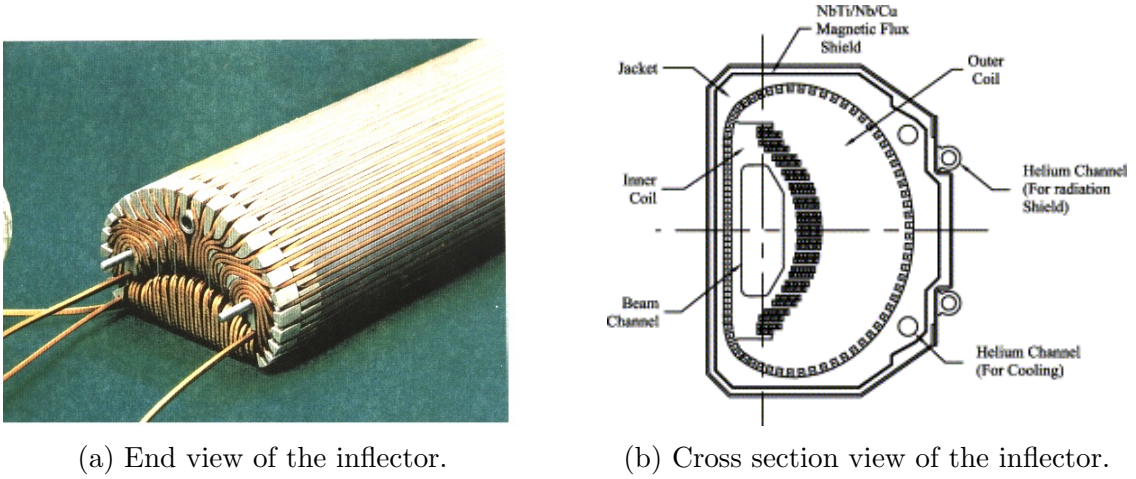 NbTi/Nb/Cu
Magnetic Flux
Shield
Jacket
Outer
Coil
Inner
Coil
Helium Channel
(For radiation
Shield)
Beam
Channel
Helium Channel
(For Cooling)
(a) End view of the inflector.
(b) Cross section view of the inflector.